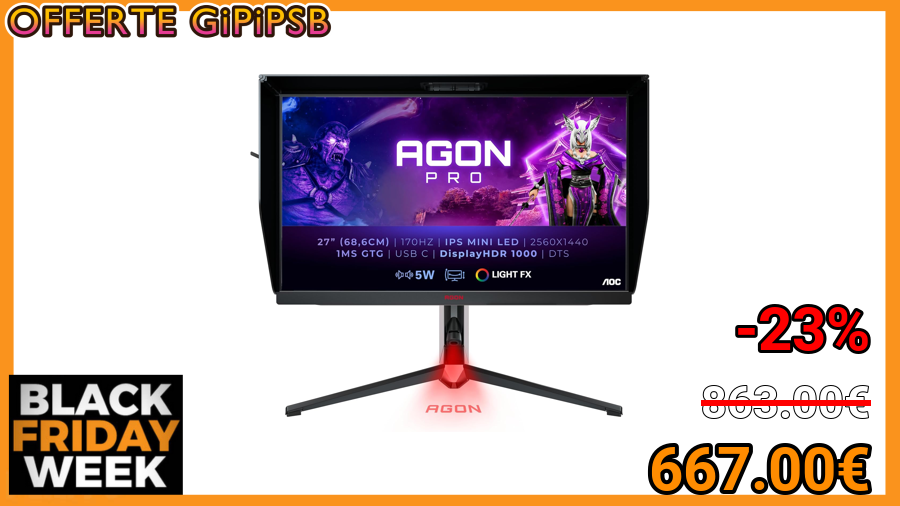 OFFERTE GiPiPSB
AGON
PRO
27” (68,6CM) | 170HZ | IPS MINI LED | 2560X1440
1MS GTG | USB C | DisplayHDR 1000 | DTS
5W
LIGHT FX
AOC
AGON
AGON
-23%
863.00€
667.00€
BLACK
FRIDAY
WEEK